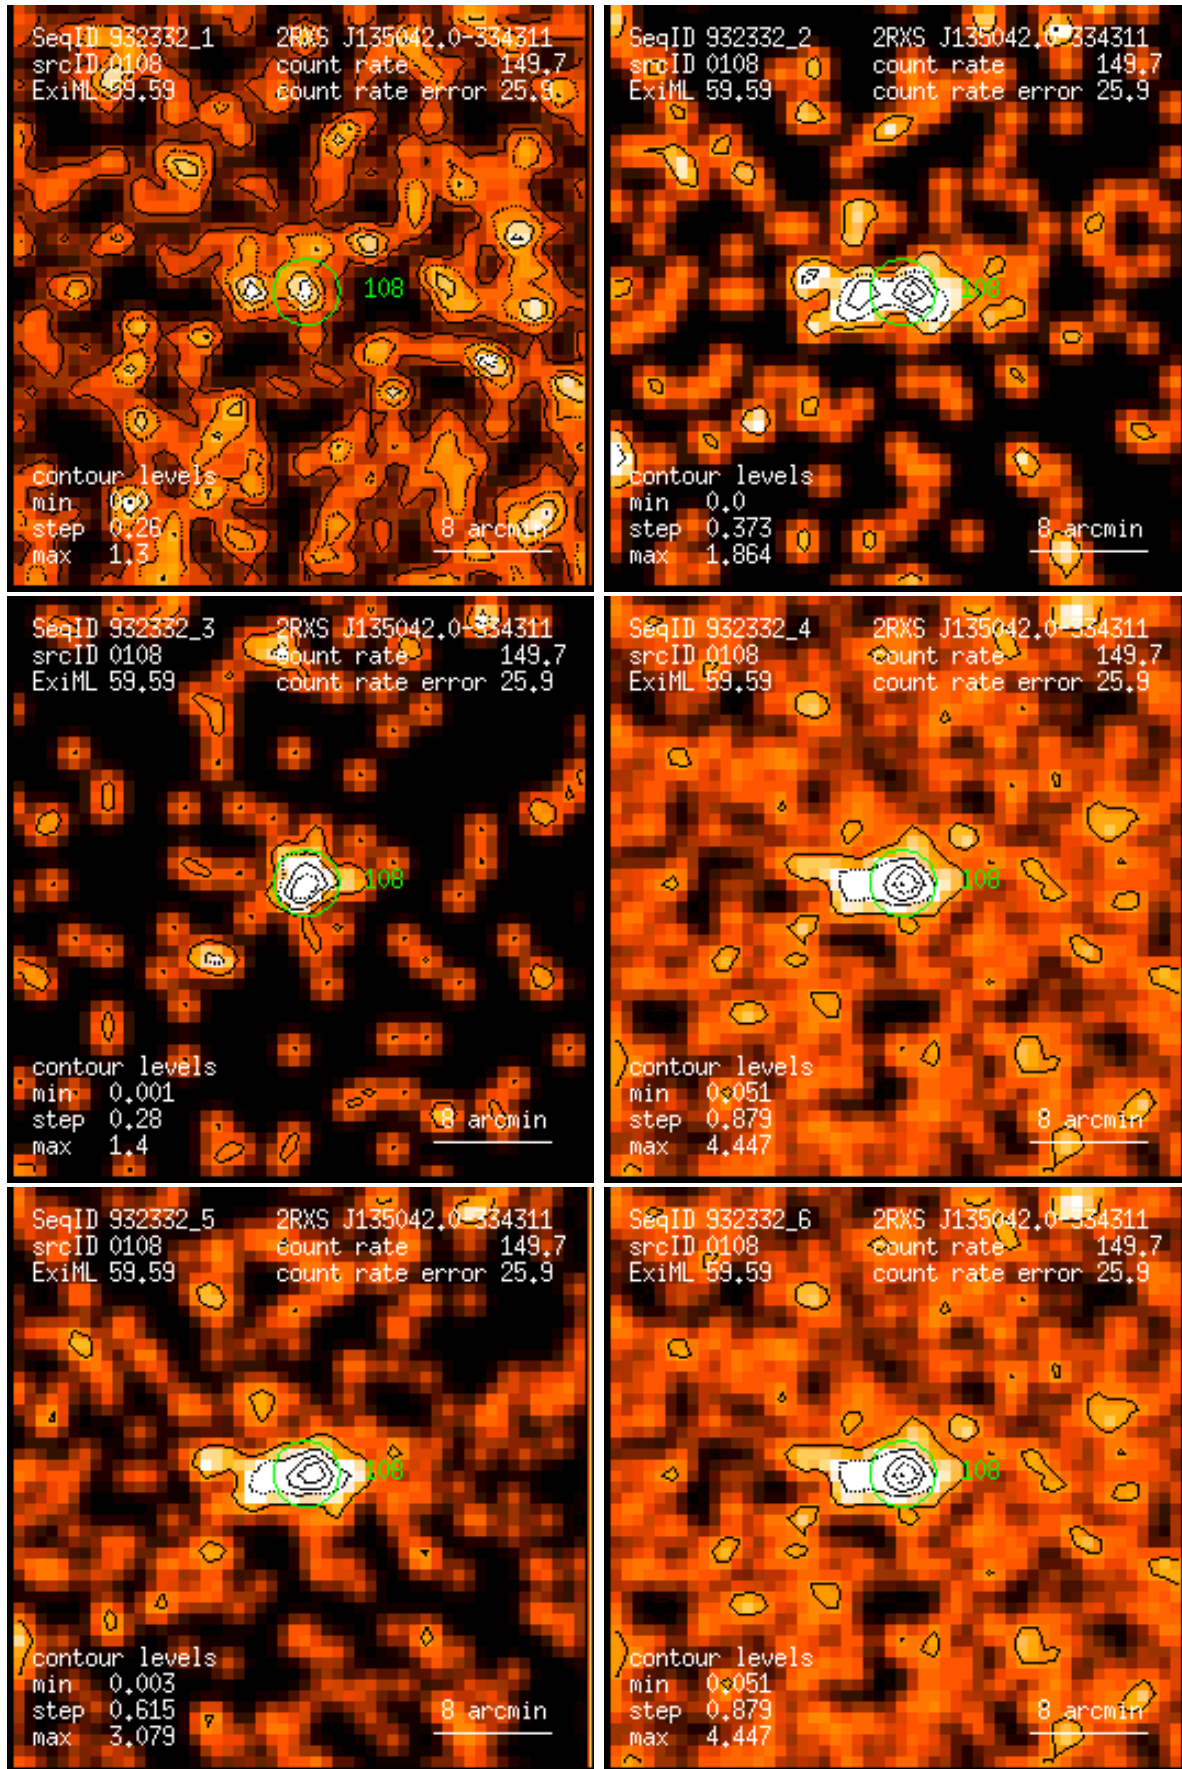 SeqID 932332_1 2RXS J135042.0-334311
srcID 0108 count rate 149.7
ExiML 59.59 count rate error 25.9
108
contour levels
min 0.0
step 0.26 8 arcmin
max 1.3
SeqID 932332_2 2RXS J135042.0-334311
srcID 0108 count rate 149.7
ExiML 59.59 count rate error 25.9
108
contour levels
min 0.0
step 0.373 8 arcmin
max 1.864
SeqID 932332_3 2RXS J135042.0-334311
srcID 0108 count rate 149.7
ExiML 59.59 count rate error 25.9
108
contour levels
min 0.001
step 0.28 8 arcmin
max 1.4
SeqID 932332_4 2RXS J135042.0-334311
srcID 0108 count rate 149.7
ExiML 59.59 count rate error 25.9
108
contour levels
min 0.051
step 0.879 8 arcmin
max 4.447
SeqID 932332_5 2RXS J135042.0-334311
srcID 0108 count rate 149.7
ExiML 59.59 count rate error 25.9
108
contour levels
min 0.003
step 0.615 8 arcmin
max 3.079
SeqID 932332_6 2RXS J135042.0-334311
srcID 0108 count rate 149.7
ExiML 59.59 count rate error 25.9
108
contour levels
min 0.051
step 0.879 8 arcmin
max 4.447